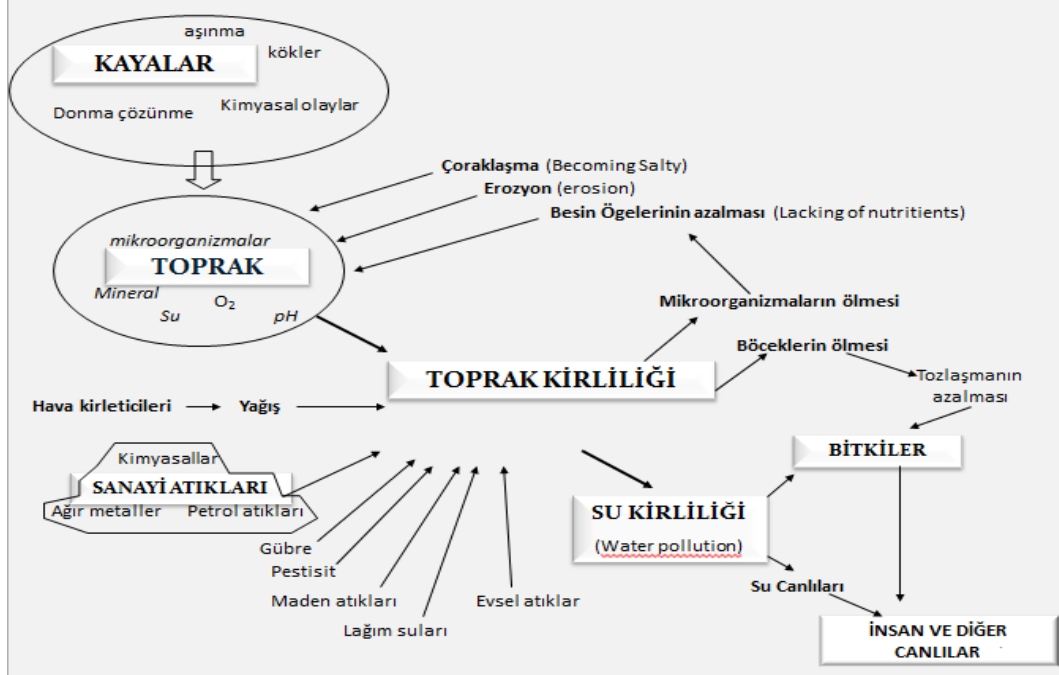 aşınma
KAYALAR
kökler
Donma çözünme
Kimyasal olaylar
Çoraklaşma (Becoming Salty)
Erozyon (erosion)
Besin Ögelerinin azalması (Lacking of nutritients)
mikroorganizmalar
TOPRAK
Mineral
O₂
Su
pH
Mikroorganizmaların ölmesi
Böceklerin ölmesi
TOPRAK KİRLİLİĞİ
Tozlaşmanın
azalması
Hava kirleticileri
Yağış
BİTKİLER
Kimyasallar
SANAYİ ATIKLARI
Ağır metaller
Petrol atıkları
SU KİRLİLİĞİ
(Water pollution)
Gübre
Pestisit
Maden atıkları
Evsel atıklar
Lağım suları
Su Canlıları
İNSAN VE DİĞER
CANLILAR